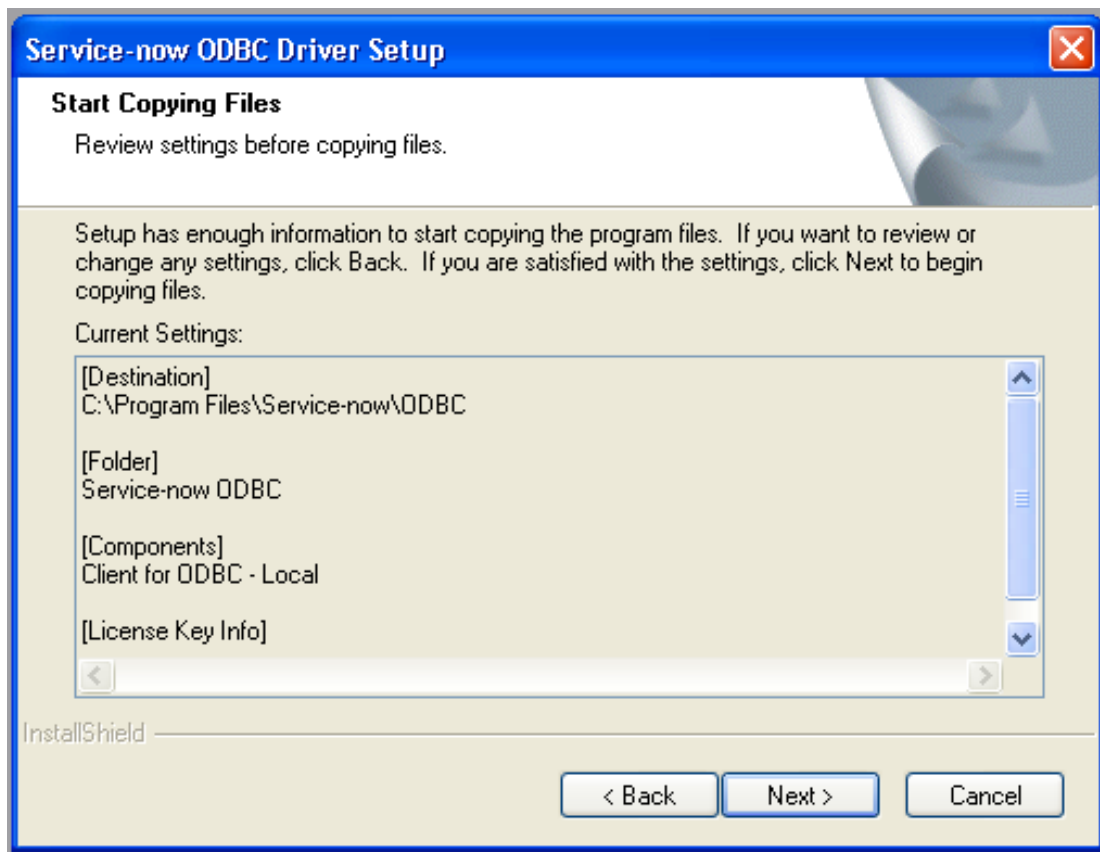 Service-now ODBC Driver Setup
Start Copying Files
Review settings before copying files.
Setup has enough information to start copying the program files.  If you want to review or
change any settings, click Back.  If you are satisfied with the settings, click Next to begin
copying files.
Current Settings:
[Destination]
C:\Program Files\Service-now\ODBC
[Folder]
Service-now ODBC
[Components]
Client for ODBC - Local
[License Key Info]
InstallShield
< Back
Next >
Cancel